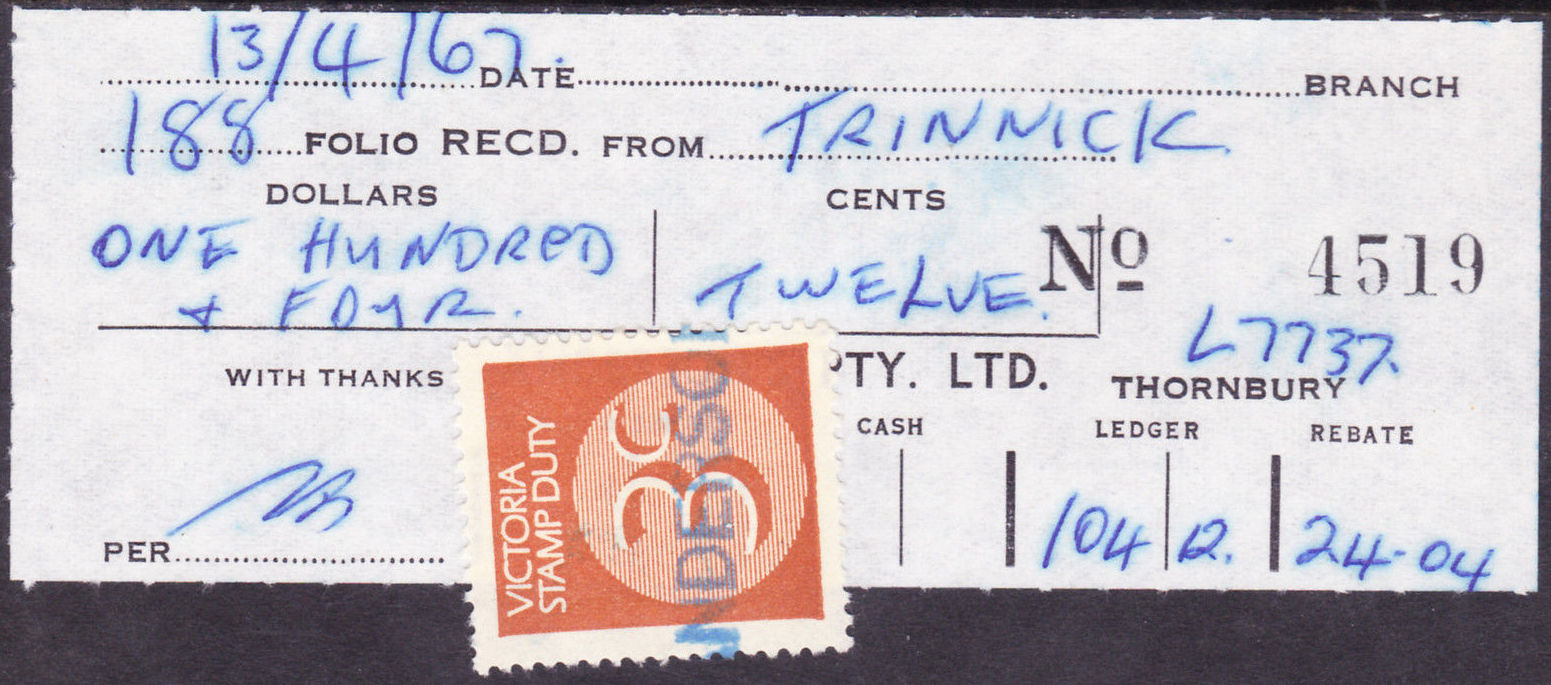 13/4/67. DATE BRANCH
188 FOLIO RECD. FROM TRINNICK.
DOLLARS CENTS
ONE HUNDRED
+ FOUR. TWELVE. Nº 4519
L7737.
WITH THANKS PTY. LTD. THORNBURY
CASH LEDGER REBATE
104 12. 24-04
PER
VICTORIA
STAMP DUTY
3c